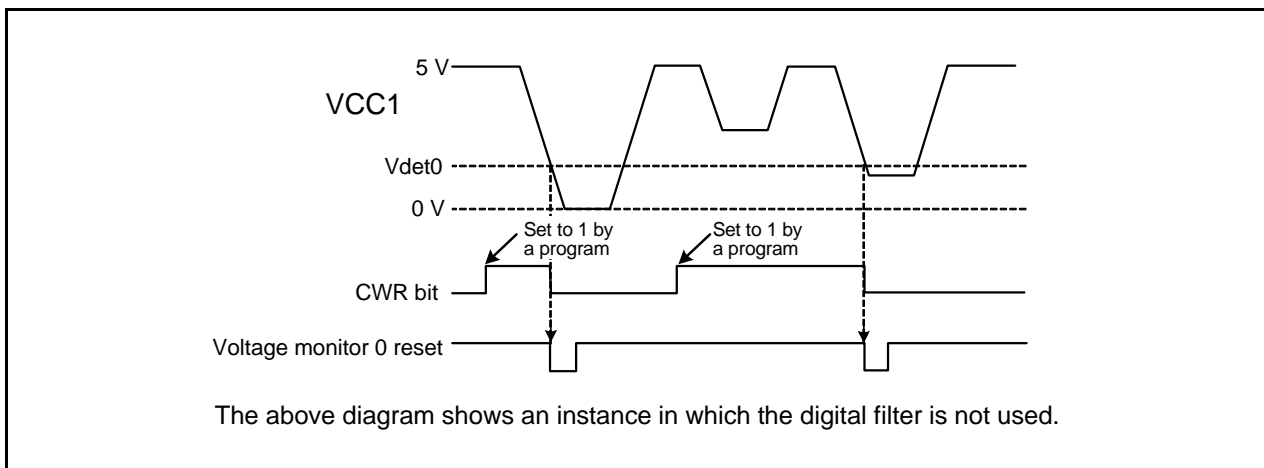 5 V
VCC1
Vdet0
0 V
Set to 1 by
a program
Set to 1 by
a program
CWR bit
Voltage monitor 0 reset
The above diagram shows an instance in which the digital filter is not used.